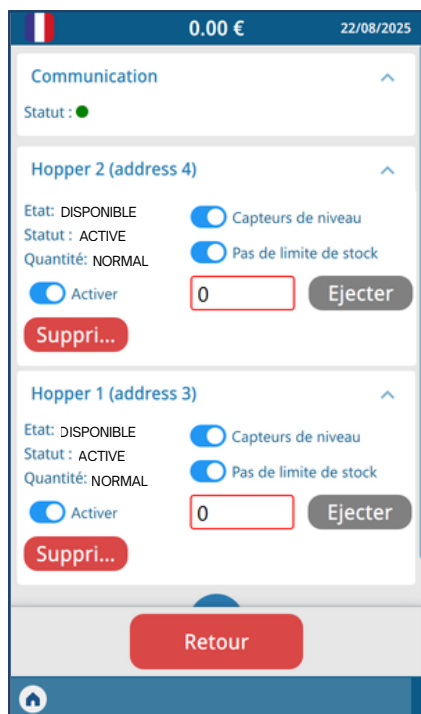 0.00 €
22/08/2025
Communication
Statut :
Hopper 2 (address 4)
Etat: DISPONIBLE
Statut : ACTIVE
Quantité: NORMAL
Capteurs de niveau
Pas de limite de stock
Activer
0
Ejecter
Suppri...
Hopper 1 (address 3)
Etat: DISPONIBLE
Statut : ACTIVE
Quantité: NORMAL
Capteurs de niveau
Pas de limite de stock
Activer
0
Ejecter
Suppri...
Retour